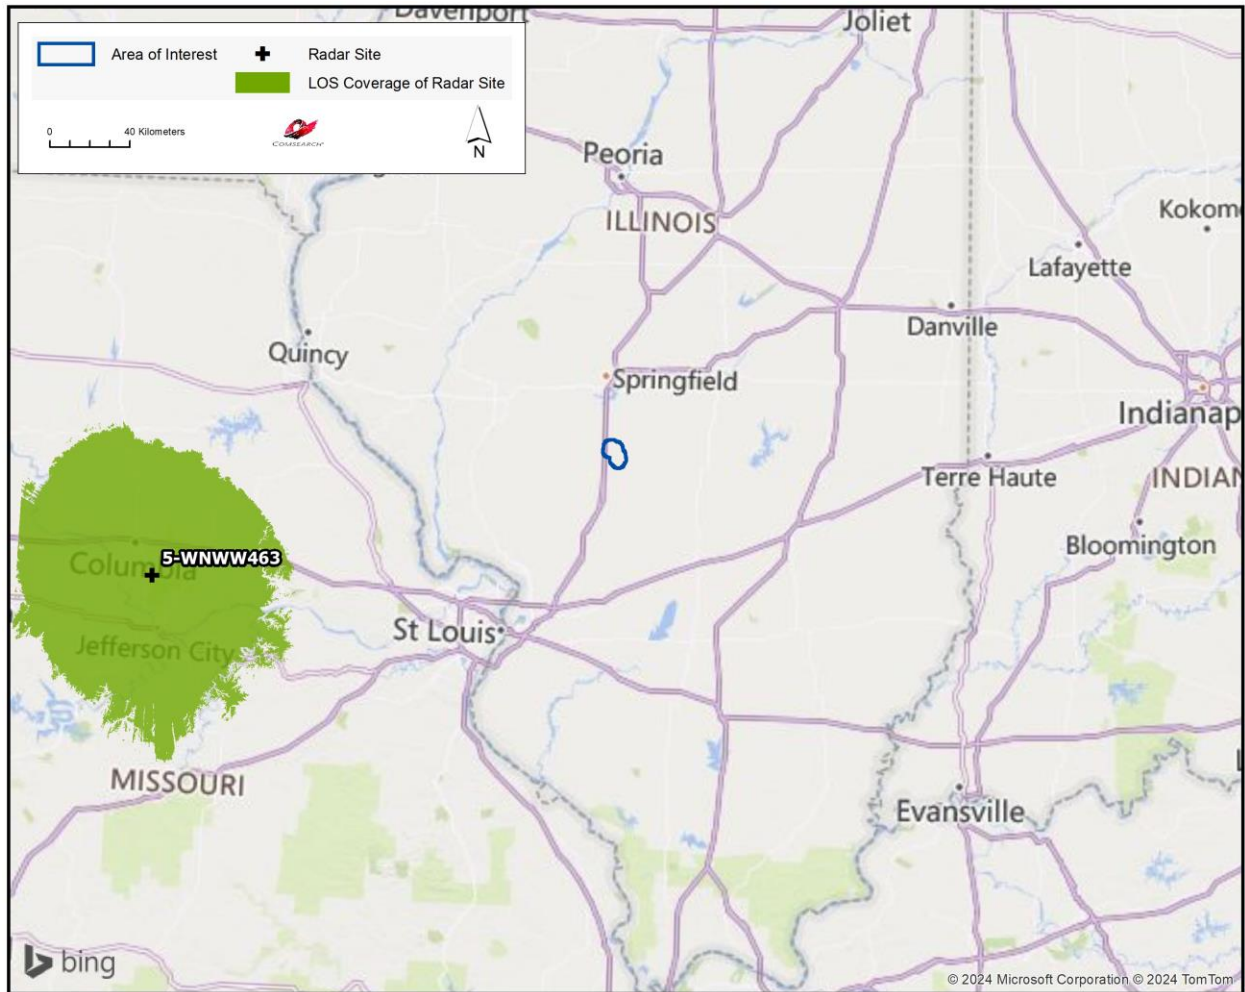 Davenport
Joliet
Area of Interest
Radar Site
LOS Coverage of Radar Site
0
40 Kilometers
COMSEARCH
N
Peoria
ILLINOIS
Kokom
Lafayette
Danville
Quincy
Springfield
Indianap
Terre Haute
INDIAN
Bloomington
5-WNWW463
Columbia
St Louis
Jefferson City
MISSOURI
Evansville
bing
© 2024 Microsoft Corporation © 2024 TomTom